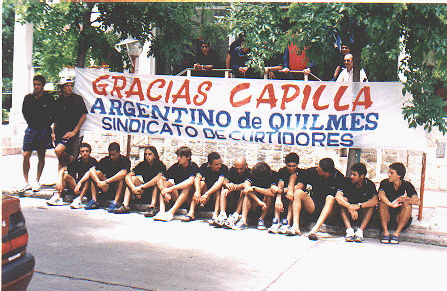 GRACIAS CAPILLA
ARGENTINO de QUILMES
SINDICATO DE CURTIDORES